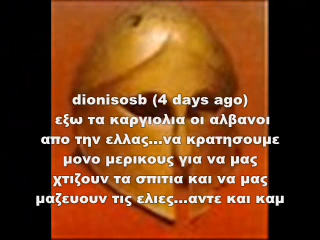 dionisosb (4 days ago)
εξω τα καργιολια οι αλβανοι
απο την ελλας...να κρατησουμε
μονο μερικους για να μας
χτιζουν τα σπιτια και να μας
μαζευουν τις ελιες...αντε και καμ